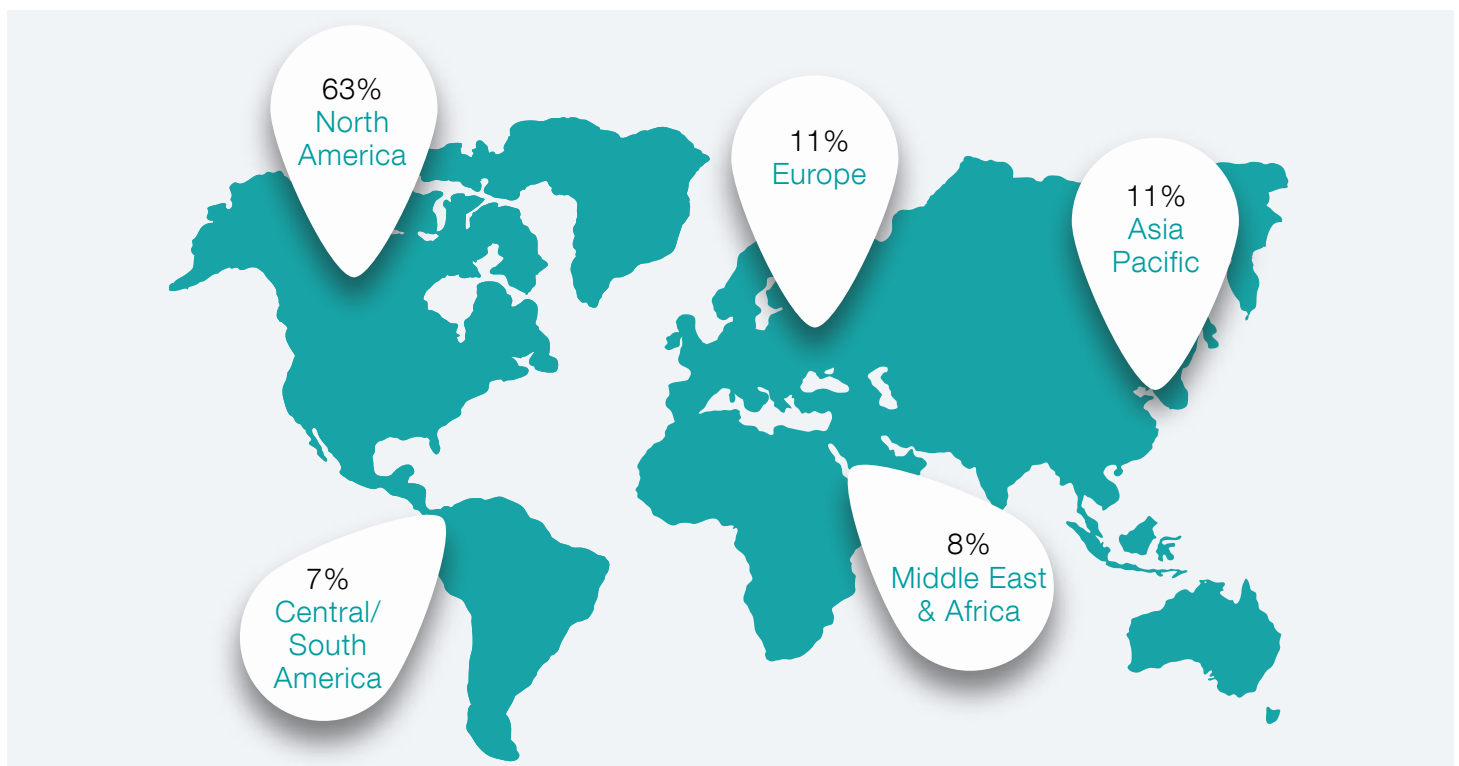 63%
North
America
11%
Europe
11%
Asia
Pacific
7%
Central/
South
America
8%
Middle East
& Africa